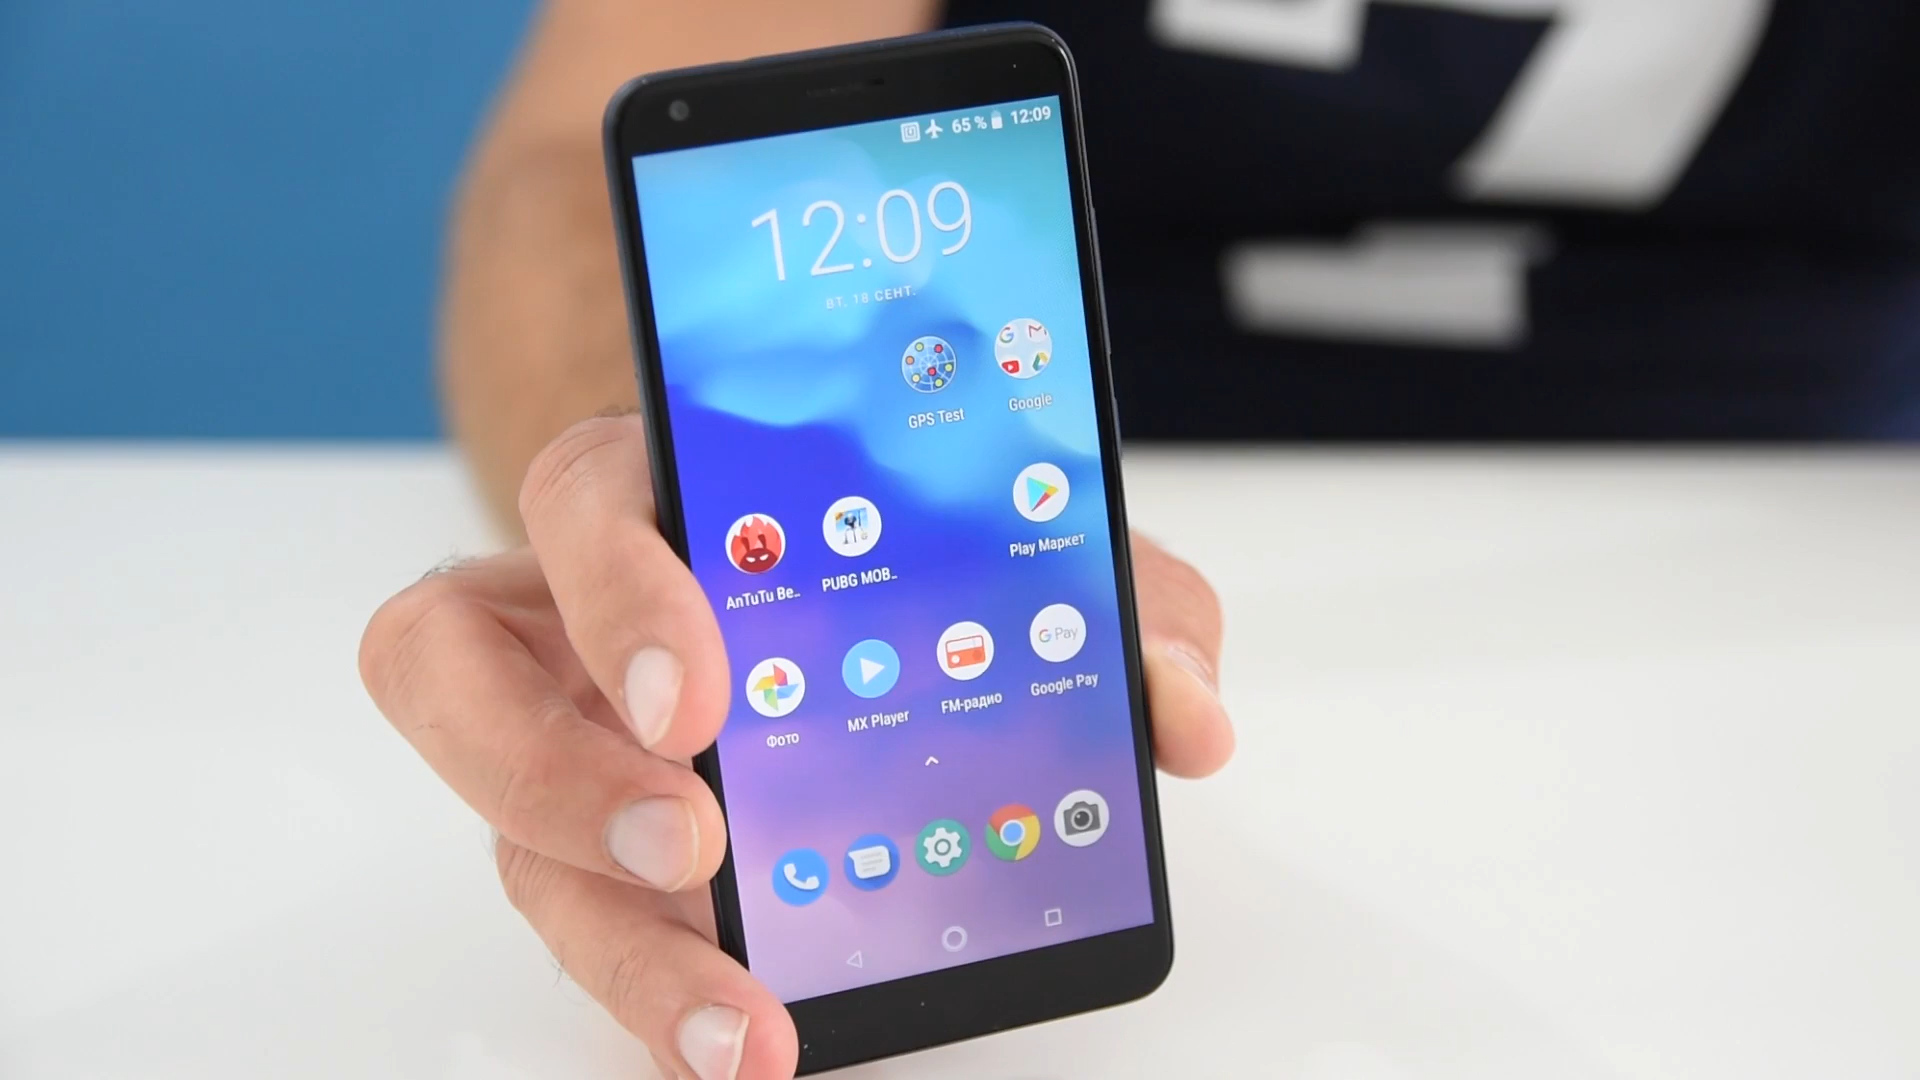 65 % 12:09
12:09
ВТ, 18 СЕНТ.
GPS Test
Google
Play Маркет
AnTuTu Be..
PUBG MOB..
Фото
MX Player
FM-радио
G Pay
Google Pay